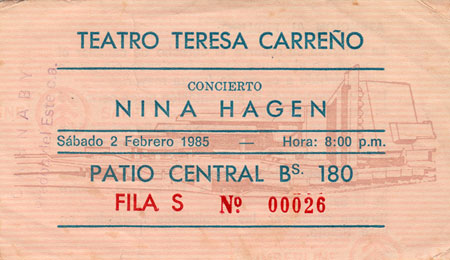 TEATRO TERESA CARREÑO
CONCIERTO
NINA HAGEN
Sábado 2 Febrero 1985 — Hora: 8:00 p.m.
PATIO CENTRAL Bs. 180
FILA S Nº 00026